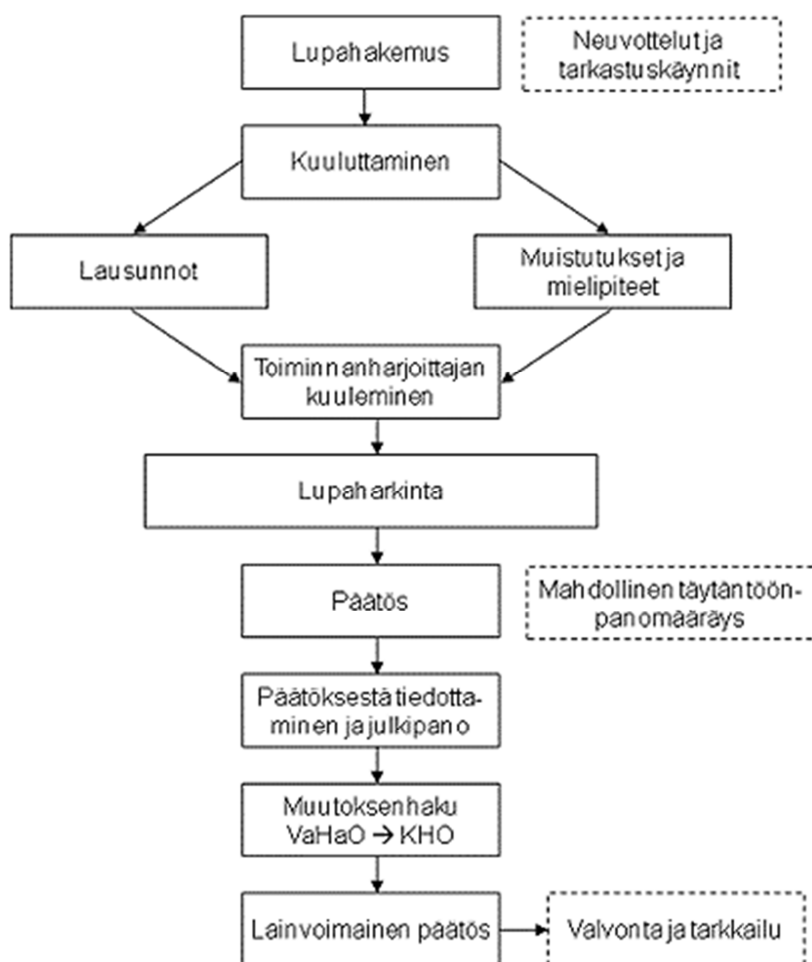 Lupahakemus
Neuvottelut ja
tarkastuskäynnit
Kuuluttaminen
Lausunnot
Muistutukset ja
mielipiteet
Toiminnanharjoittajan
kuuleminen
Lupaharkinta
Päätös
Mahdollinen täytäntöön-
panomääräys
Päätöksestä tiedotta-
minen ja julkipano
Muutoksenhaku
VaHaO → KHO
Lainvoimainen päätös
Valvonta ja tarkkailu